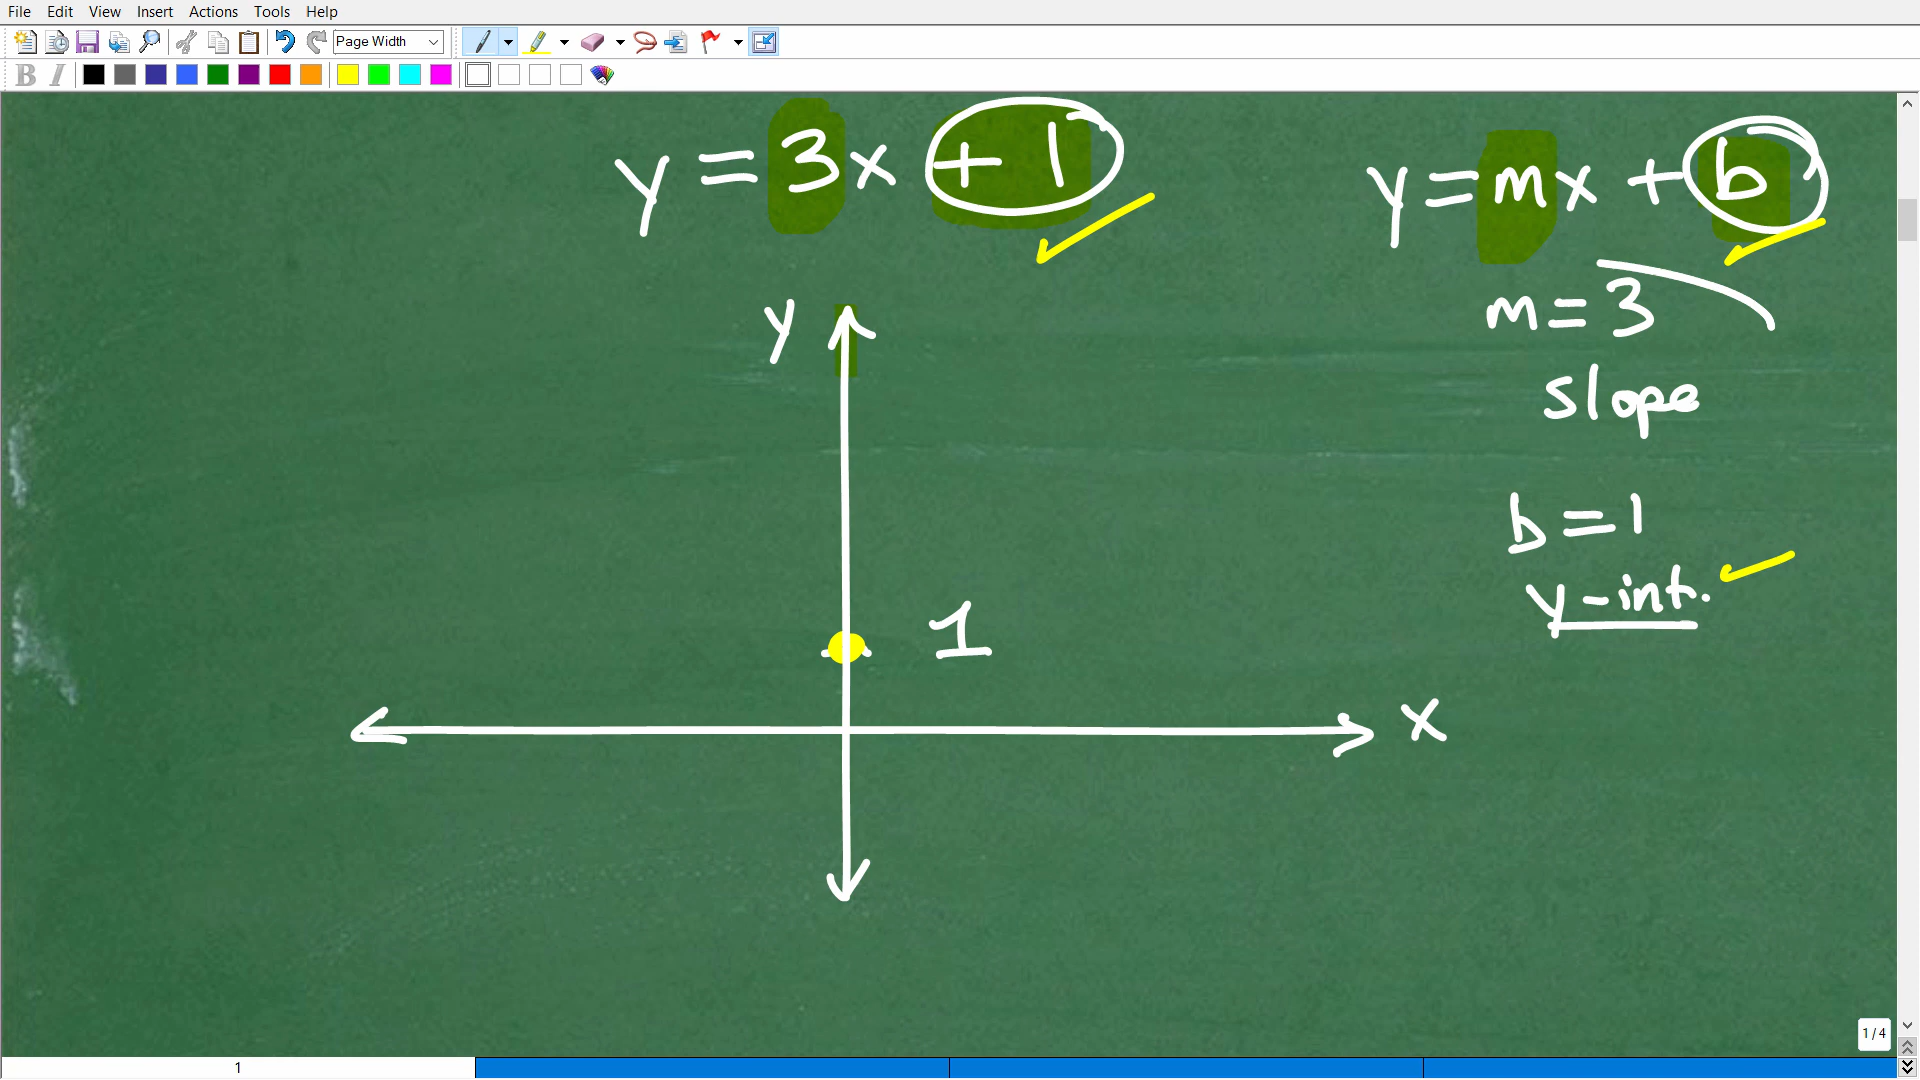 File Edit View Insert Actions Tools Help
Page Width
B I
y = 3x + 1
y = mx + b
m = 3
slope
b = 1
y - int.
y
1
x
1 / 4
1